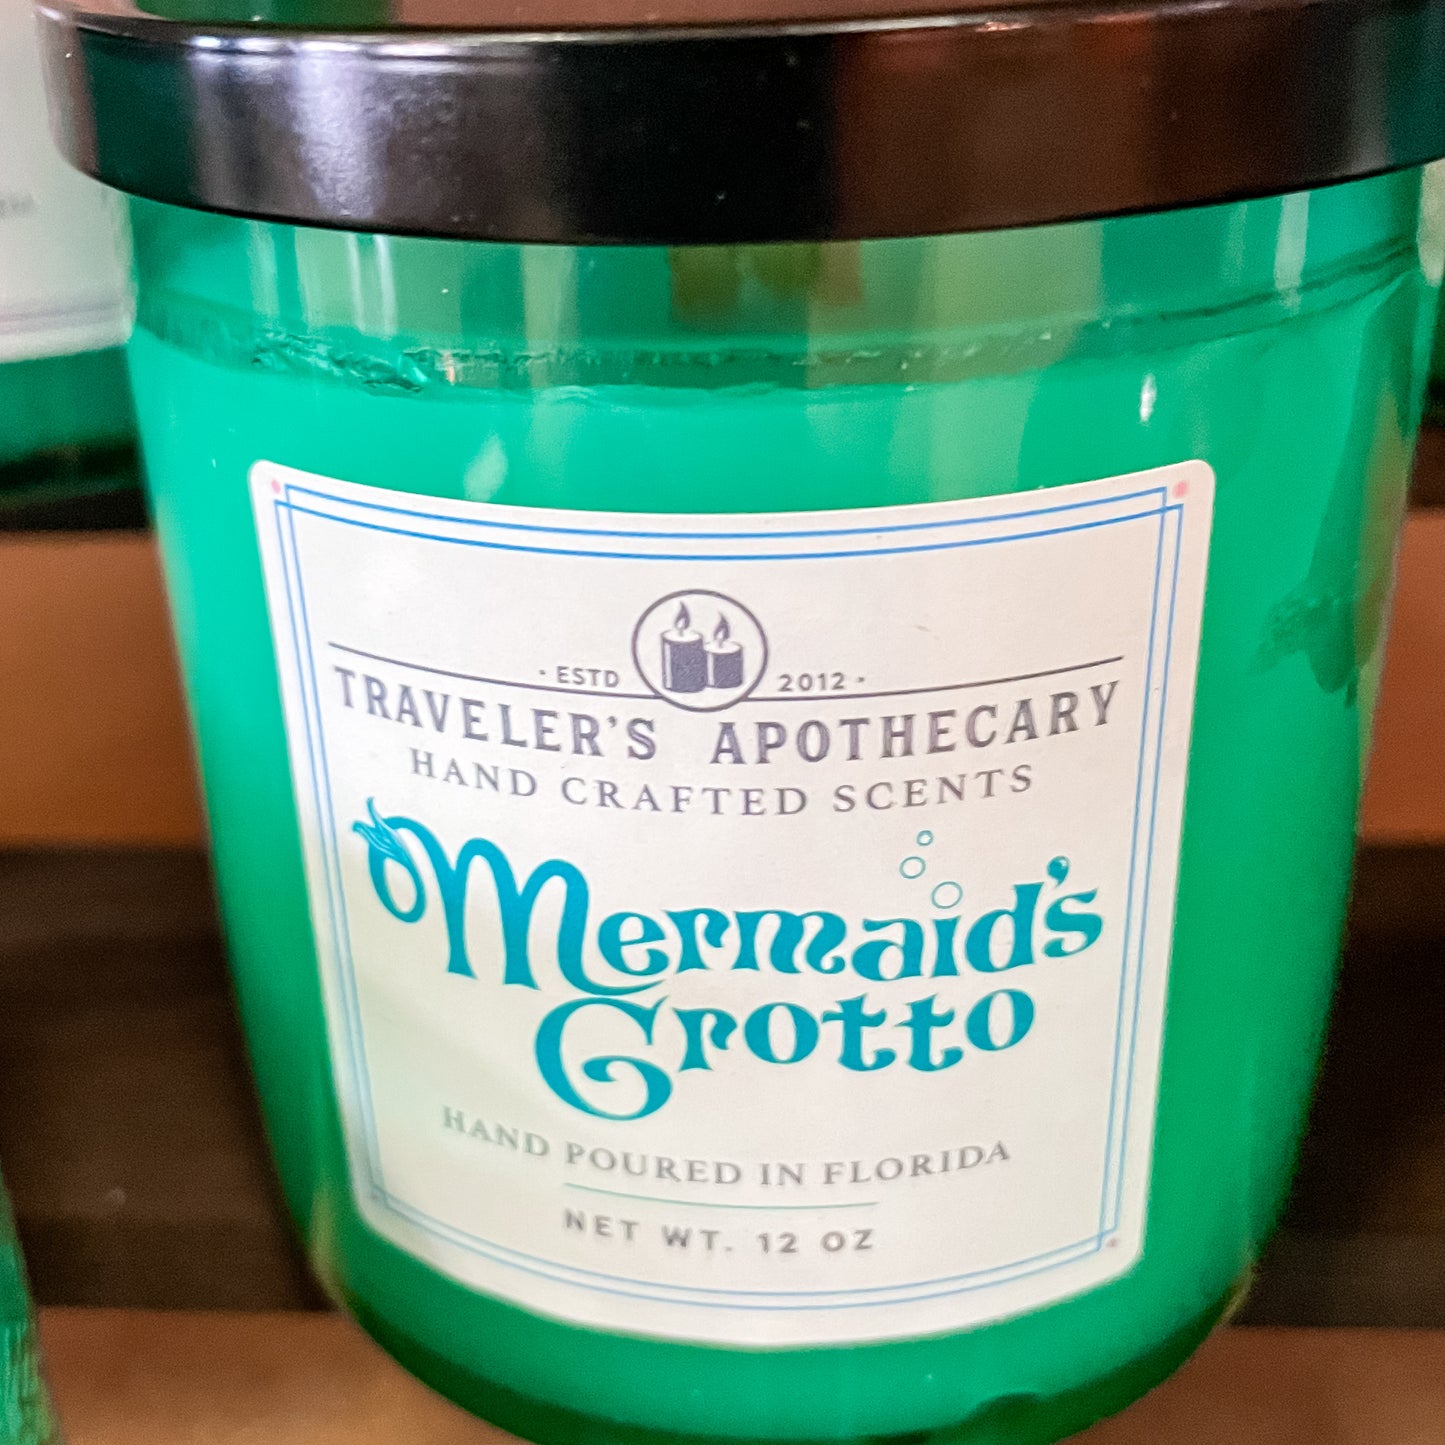 · ESTD 2012 ·
TRAVELER'S APOTHECARY
HAND CRAFTED SCENTS
Mermaid's
Grotto
HAND POURED IN FLORIDA
NET WT. 12 OZ